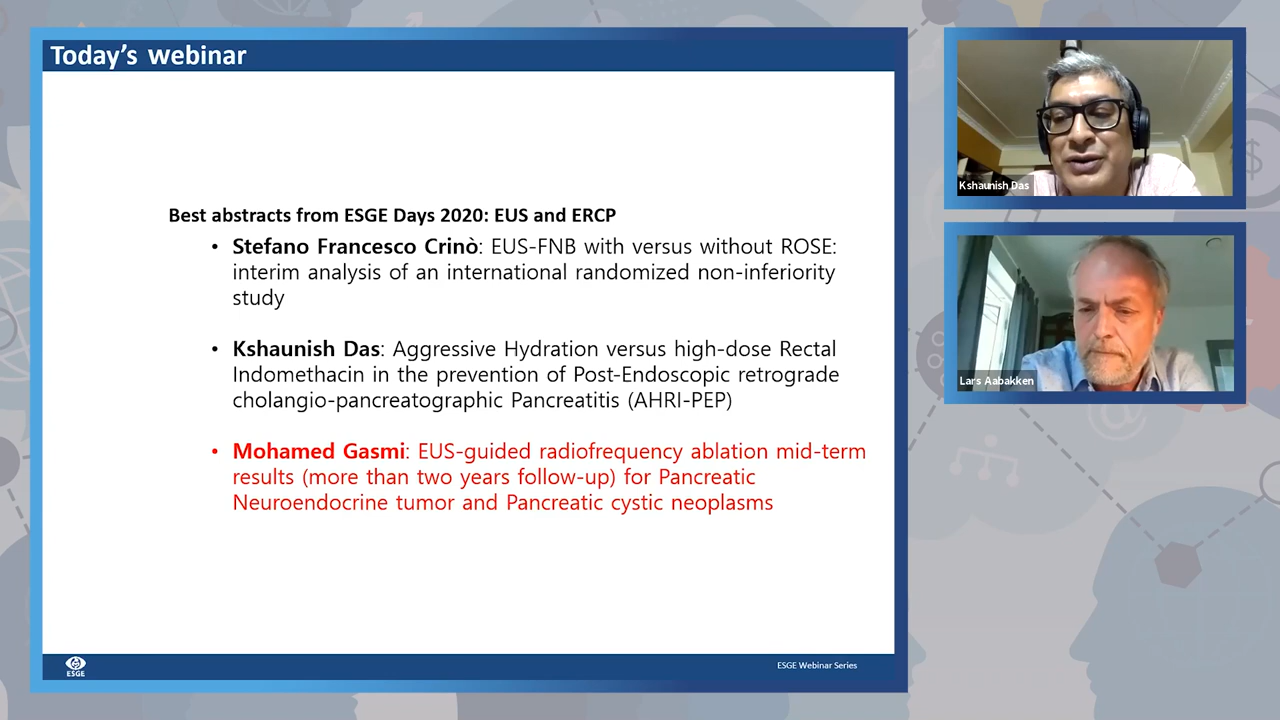 Today's webinar
Best abstracts from ESGE Days 2020: EUS and ERCP
• Stefano Francesco Crinò: EUS-FNB with versus without ROSE:
interim analysis of an international randomized non-inferiority
study
• Kshaunish Das: Aggressive Hydration versus high-dose Rectal
Indomethacin in the prevention of Post-Endoscopic retrograde
cholangio-pancreatographic Pancreatitis (AHRI-PEP)
• Mohamed Gasmi: EUS-guided radiofrequency ablation mid-term
results (more than two years follow-up) for Pancreatic
Neuroendocrine tumor and Pancreatic cystic neoplasms
ESGE
ESGE Webinar Series
Kshaunish Das
Lars Aabakken